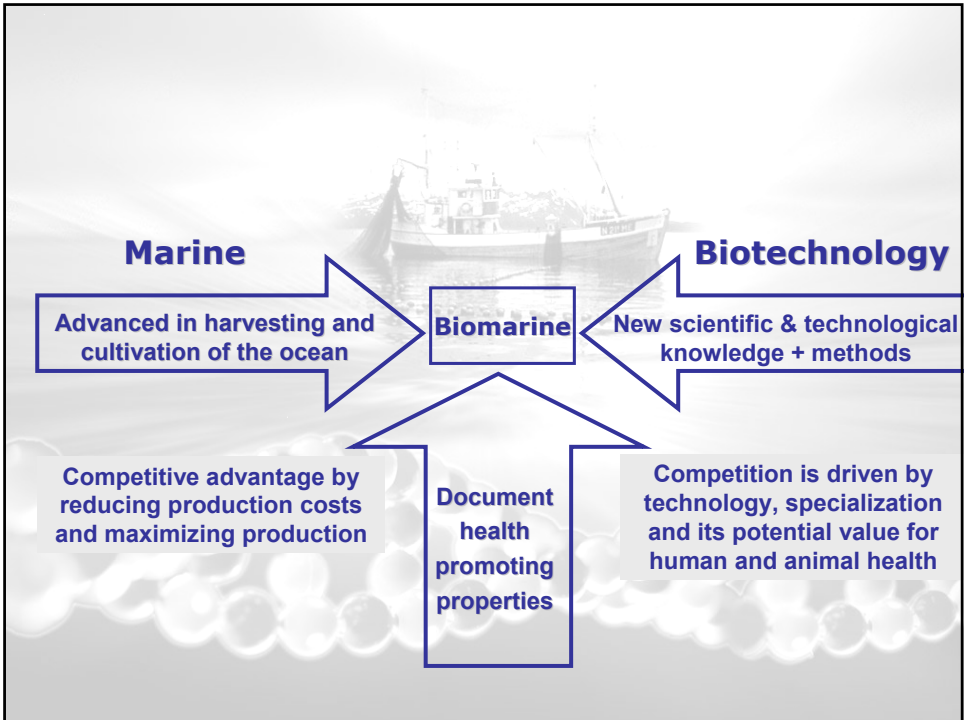 Marine
Biotechnology
Advanced in harvesting and
cultivation of the ocean
Biomarine
New scientific & technological
knowledge + methods
Competitive advantage by
reducing production costs
and maximizing production
Document
health
promoting
properties
Competition is driven by
technology, specialization
and its potential value for
human and animal health